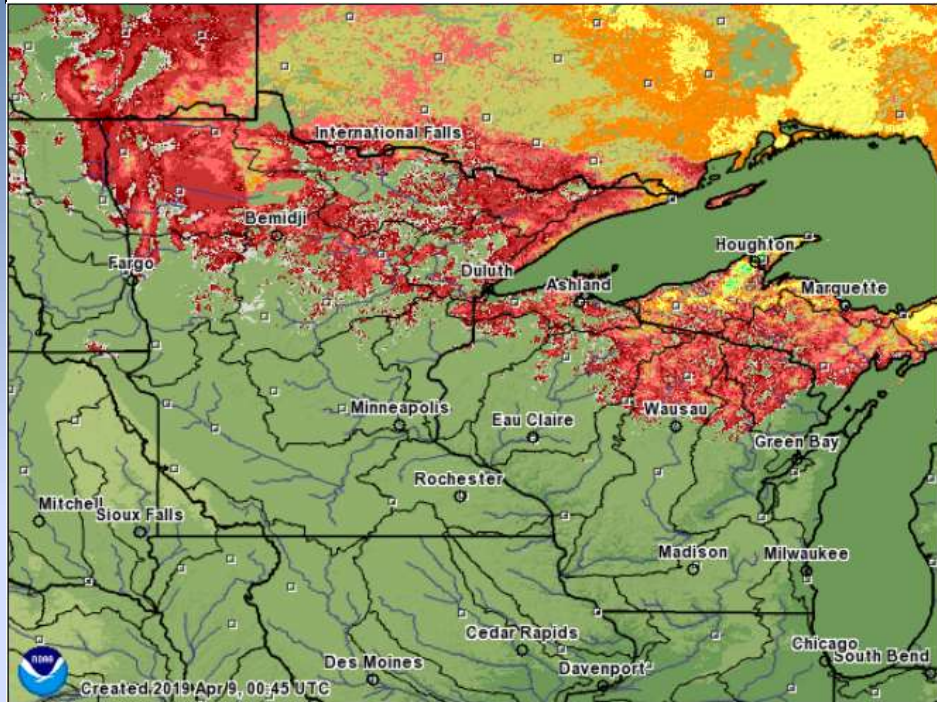 International Falls
Bemidji
Fargo
Duluth
Ashland
Houghton
Marquette
Minneapolis
Eau Claire
Wausau
Green Bay
Rochester
Mitchell
Sioux Falls
Madison
Milwaukee
Cedar Rapids
Des Moines
Davenport
Chicago
South Bend
NOAA
Created 2019 Apr 9, 00:45 UTC